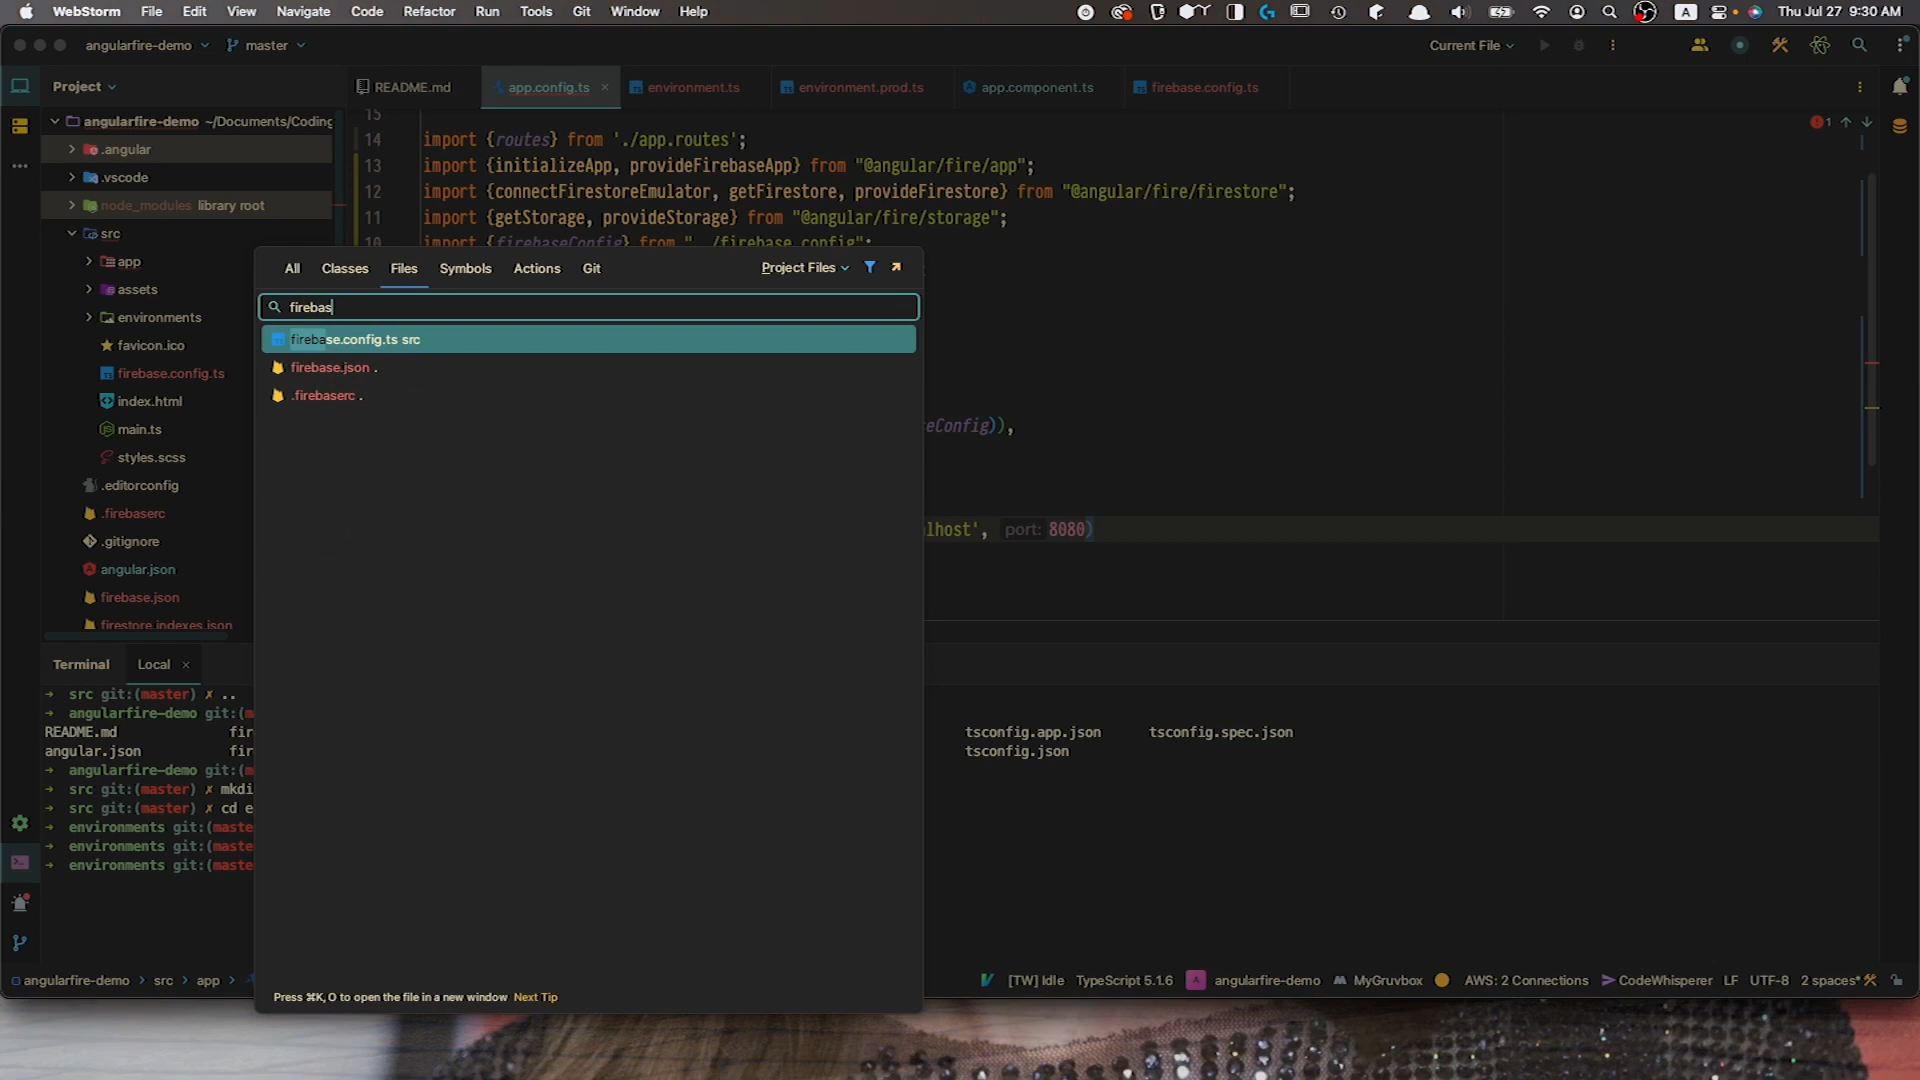 WebStorm File Edit View Navigate Code Refactor Run Tools Git Window Help A Thu Jul 27 9:30 AM
angularfire-demo master Current File
Project README.md app.config.ts × environment.ts environment.prod.ts app.component.ts firebase.config.ts
angularfire-demo ~/Documents/Coding
.angular
.vscode
node_modules library root
src
app
assets
environments
favicon.ico
firebase.config.ts
index.html
main.ts
styles.scss
.editorconfig
.firebaserc
.gitignore
angular.json
firebase.json
firestore.indexes.json
15
14 import {routes} from './app.routes';
13 import {initializeApp, provideFirebaseApp} from "@angular/fire/app";
12 import {connectFirestoreEmulator, getFirestore, provideFirestore} from "@angular/fire/firestore";
11 import {getStorage, provideStorage} from "@angular/fire/storage";
10 import {firebaseConfig} from "../firebase.config";
1
eConfig)),
lhost', port: 8080)
All Classes Files Symbols Actions Git Project Files
firebas
firebase.config.ts src
firebase.json .
.firebaserc .
Press ⌘K, O to open the file in a new window Next Tip
Terminal Local ×
→ src git:(master) ✗ ..
→ angularfire-demo git:(m
README.md fir tsconfig.app.json tsconfig.spec.json
angular.json fir tsconfig.json
→ angularfire-demo git:(m
→ src git:(master) ✗ mkdi
→ src git:(master) ✗ cd e
→ environments git:(maste
→ environments git:(maste
→ environments git:(maste
angularfire-demo > src > app > [TW] Idle TypeScript 5.1.6 A angularfire-demo MyGruvbox AWS: 2 Connections CodeWhisperer LF UTF-8 2 spaces*